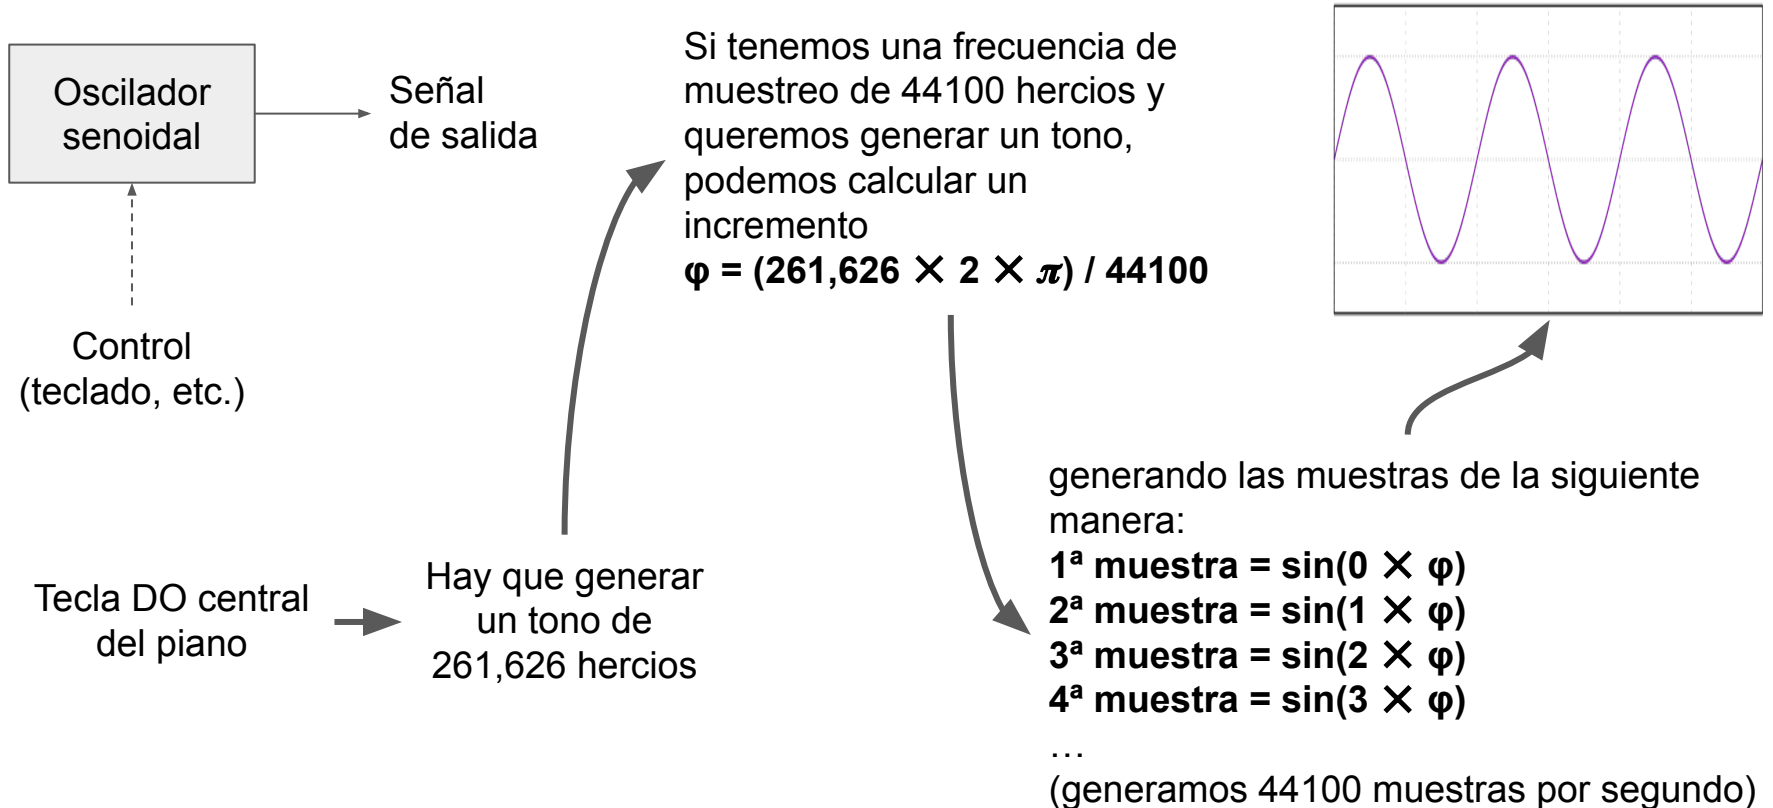 Oscilador
senoidal
Señal
de salida
Control
(teclado, etc.)
Tecla DO central
del piano
Hay que generar
un tono de
261,626 hercios
Si tenemos una frecuencia de
muestreo de 44100 hercios y
queremos generar un tono,
podemos calcular un
incremento
φ = (261,626 ✕ 2 ✕ π) / 44100
generando las muestras de la siguiente
manera:
1ª muestra = sin(0 ✕ φ)
2ª muestra = sin(1 ✕ φ)
3ª muestra = sin(2 ✕ φ)
4ª muestra = sin(3 ✕ φ)
…
(generamos 44100 muestras por segundo)